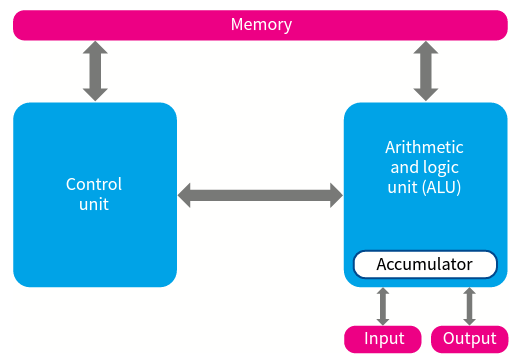 Memory
Control
unit
Arithmetic
and logic
unit (ALU)
Accumulator
Input
Output